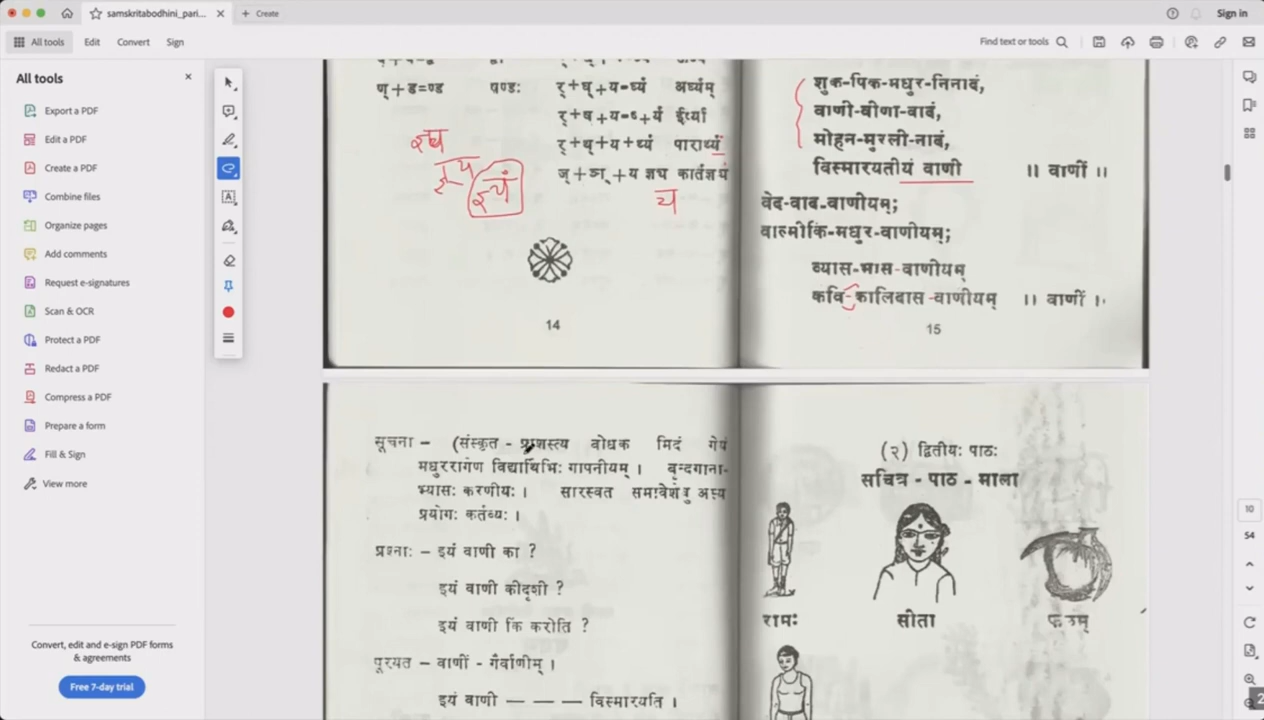 samskritabodhini_pari...
Create
Sign in
All tools
Edit
Convert
Sign
Find text or tools
All tools
Export a PDF
Edit a PDF
Create a PDF
Combine files
Organize pages
Add comments
Request e-signatures
Scan & OCR
Protect a PDF
Redact a PDF
Compress a PDF
Prepare a form
Fill & Sign
View more
Convert, edit and e-sign PDF forms
& agreements
Free 7-day trial
ण्+ड=ण्ड षण्डः र्+घ्+य=र्घ्य अर्घ्यम्
र्+ष्+य=र्ष्य ईर्ष्या
र्+थ्+य+र्थ्य पारार्थ्यं
ज्+ञ्+य ज्ञ्य कार्तज्ञ्यं
य
14
शुक-पिक-मधुर-निनादं,
वाणी-वीणा-वादं,
मोहन-मुरली-नादं,
विस्मारयतीयं वाणी ॥ वाणीं ॥
वेद-वाद-वाणीयम्;
वाल्मीकि-मधुर-वाणीयम्;
व्यास-भास-वाणीयम्
कवि-कालिदास-वाणीयम् ॥ वाणीं ॥
15
सूचना - (संस्कृत - प्राशस्त्य बोधक मिदं गेयं
मधुररागेण विद्यार्थिभिः गापनीयम् । बृन्दगाना-
भ्यासः करणीयः । सारस्वत समावेशेषु अस्य
प्रयोगः कर्तव्यः ।
प्रश्नाः - इयं वाणी का ?
इयं वाणी कीदृशी ?
इयं वाणी किं करोति ?
पूरयत - वाणीं - गैर्वाणीम् ।
इयं वाणी — — — विस्मारयति ।
(२) द्वितीयः पाठः
सचित्र - पाठ - माला
रामः
सीता
फलम्
10
54